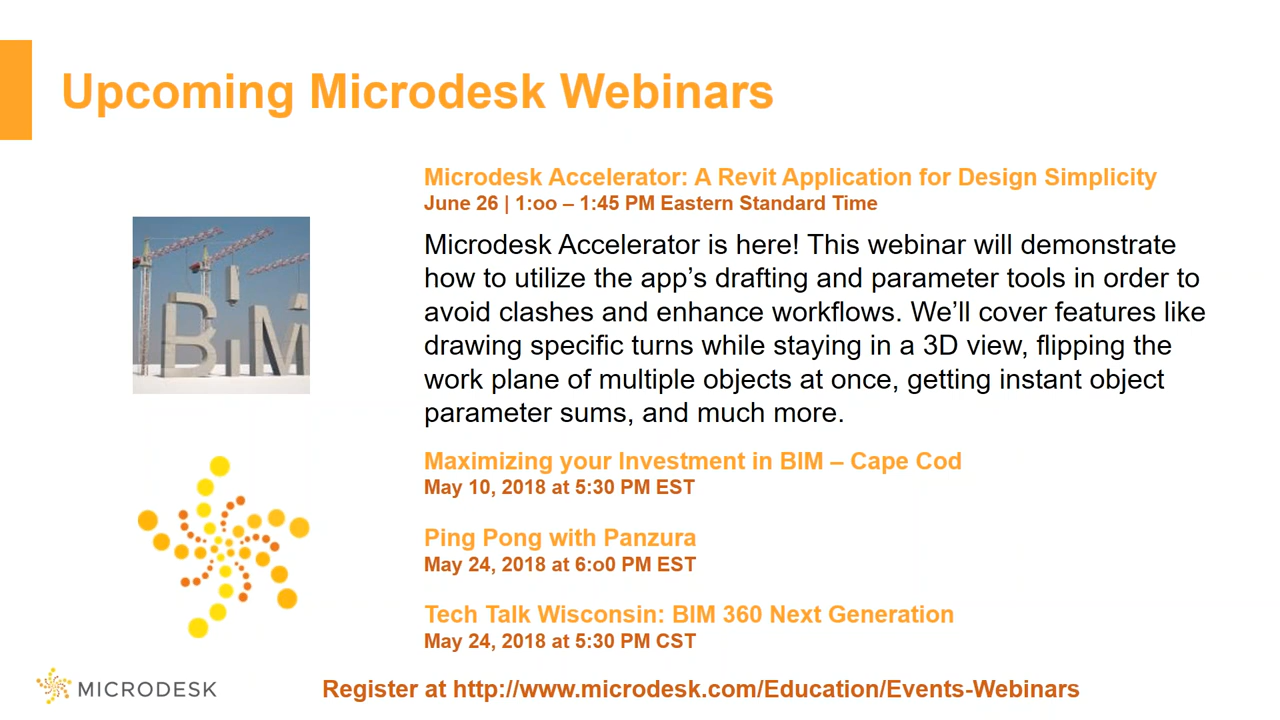 Upcoming Microdesk Webinars
Microdesk Accelerator: A Revit Application for Design Simplicity
June 26 | 1:oo – 1:45 PM Eastern Standard Time
Microdesk Accelerator is here! This webinar will demonstrate
how to utilize the app’s drafting and parameter tools in order to
avoid clashes and enhance workflows. We’ll cover features like
drawing specific turns while staying in a 3D view, flipping the
work plane of multiple objects at once, getting instant object
parameter sums, and much more.
BiM
Maximizing your Investment in BIM – Cape Cod
May 10, 2018 at 5:30 PM EST
Ping Pong with Panzura
May 24, 2018 at 6:o0 PM EST
Tech Talk Wisconsin: BIM 360 Next Generation
May 24, 2018 at 5:30 PM CST
MICRODESK
Register at http://www.microdesk.com/Education/Events-Webinars